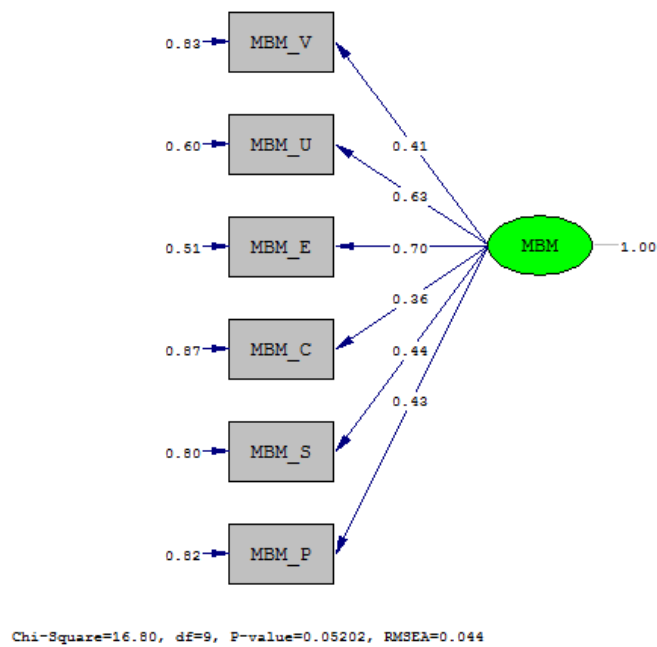 0.83 MBM_V
0.41
0.60 MBM_U
0.63
0.51 MBM_E 0.70 MBM 1.00
0.36
0.87 MBM_C 0.44
0.43
0.80 MBM_S
0.82 MBM_P
Chi-Square=16.80, df=9, P-value=0.05202, RMSEA=0.044